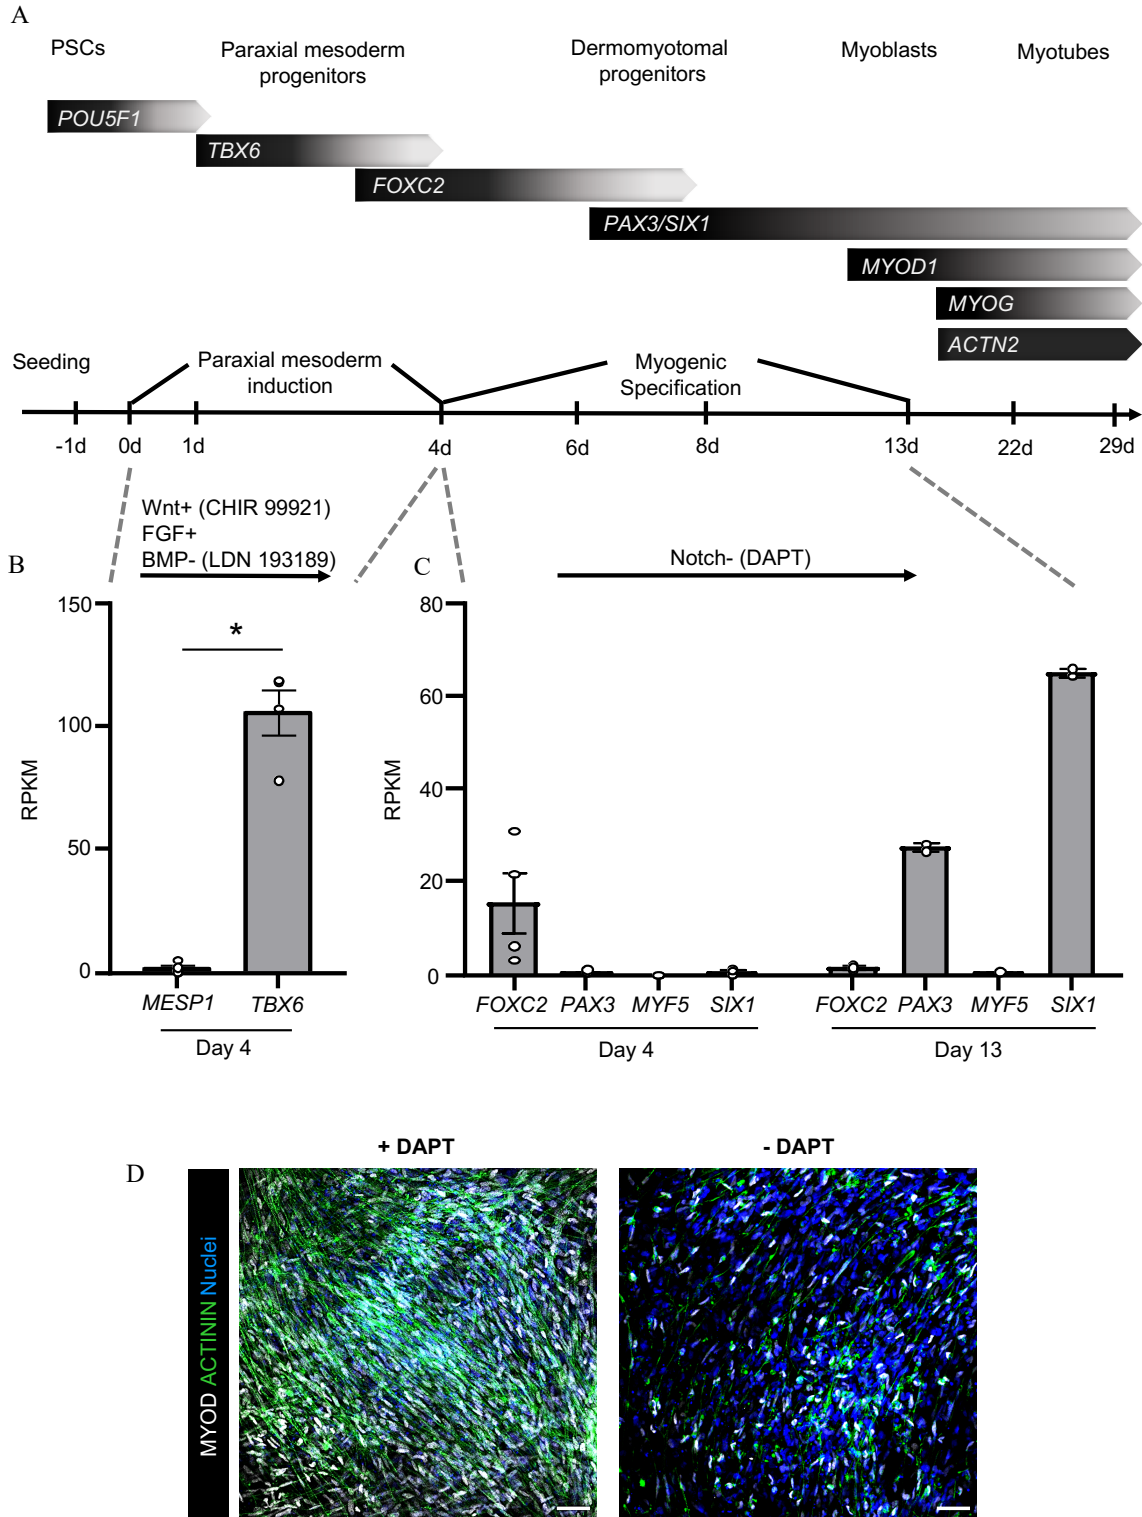 A
PSCs
Paraxial mesoderm
progenitors
Dermomyotomal
progenitors
Myoblasts
Myotubes
POU5F1
TBX6
FOXC2
PAX3/SIX1
MYOD1
MYOG
ACTN2
Seeding
Paraxial mesoderm
induction
Myogenic
Specification
-1d
0d
1d
4d
6d
8d
13d
22d
29d
Wnt+ (CHIR 99921)
FGF+
BMP- (LDN 193189)
B
150
100
50
0
RPKM
*
MESP1
TBX6
Day 4
C
Notch- (DAPT)
80
60
40
20
0
RPKM
FOXC2
PAX3
MYF5
SIX1
FOXC2
PAX3
MYF5
SIX1
Day 4
Day 13
D
+ DAPT
- DAPT
MYOD ACTININ Nuclei